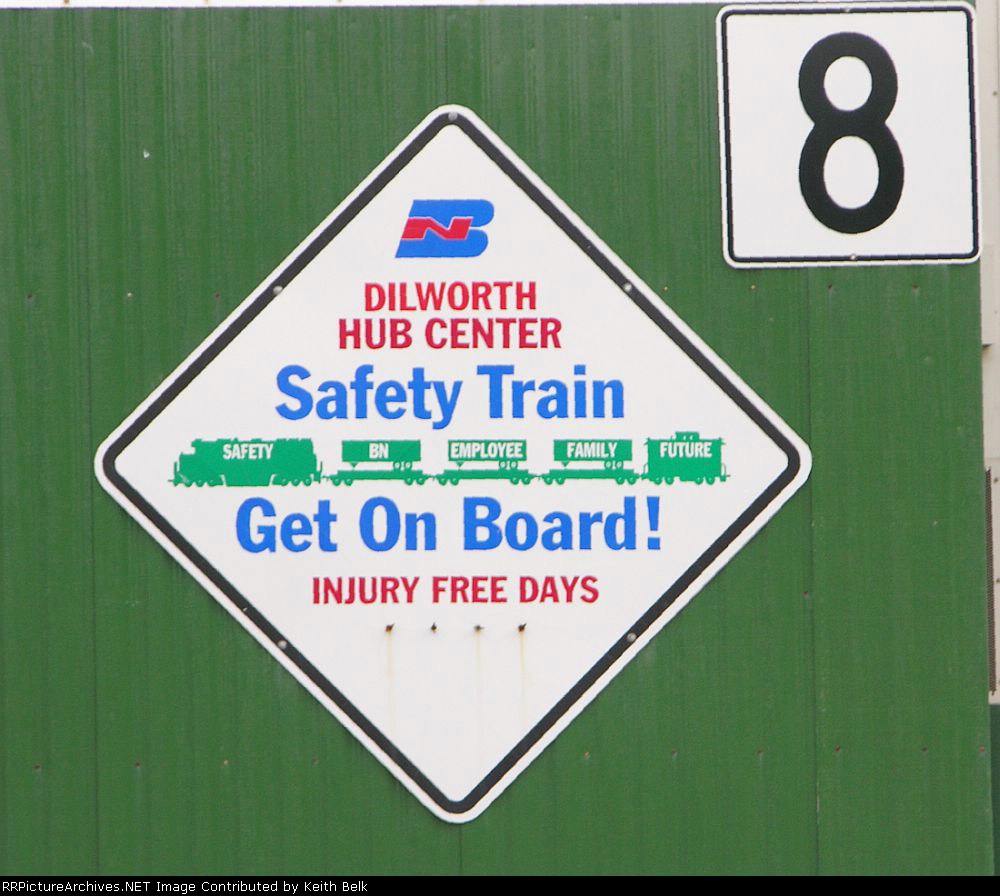 8
BN
DILWORTH
HUB CENTER
Safety Train
SAFETY BN EMPLOYEE FAMILY FUTURE
Get On Board!
INJURY FREE DAYS
RRPictureArchives.NET Image Contributed by Keith Belk